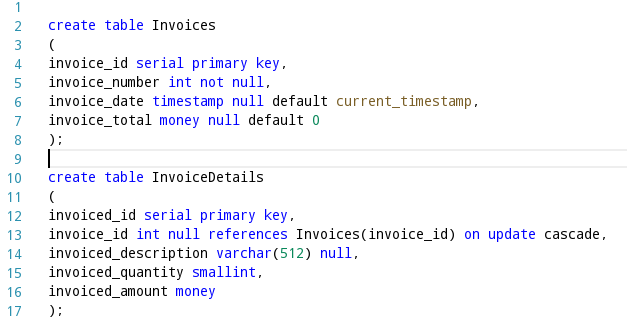 1
2 create table Invoices
3 (
4 invoice_id serial primary key,
5 invoice_number int not null,
6 invoice_date timestamp null default current_timestamp,
7 invoice_total money null default 0
8 );
9
10 create table InvoiceDetails
11 (
12 invoiced_id serial primary key,
13 invoice_id int null references Invoices(invoice_id) on update cascade,
14 invoiced_description varchar(512) null,
15 invoiced_quantity smallint,
16 invoiced_amount money
17 );